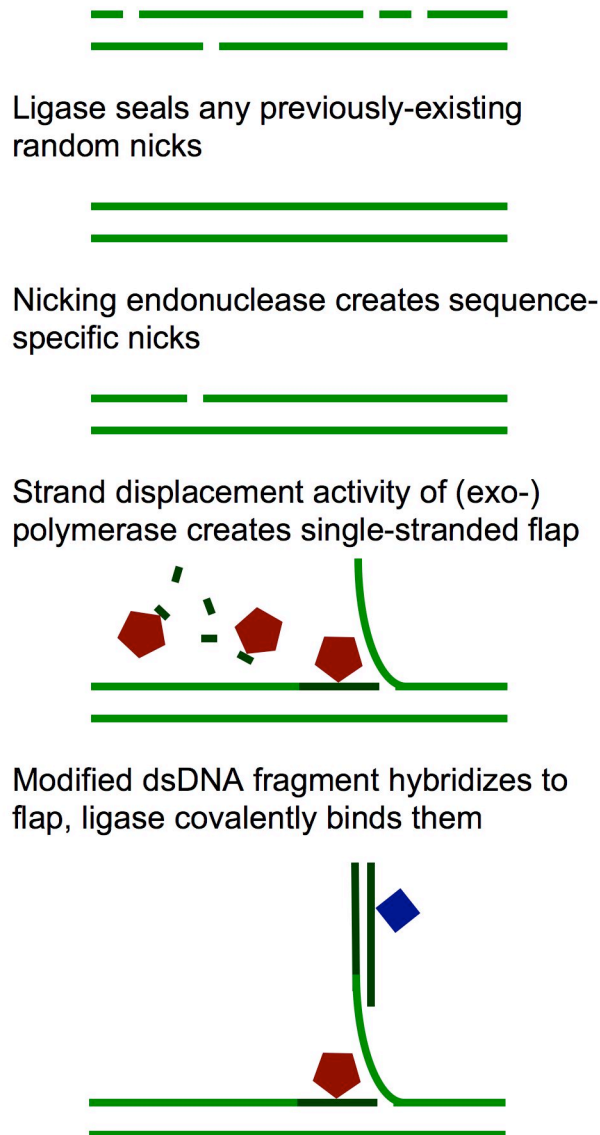 Ligase seals any previously-existing
random nicks
Nicking endonuclease creates sequence-
specific nicks
Strand displacement activity of (exo-)
polymerase creates single-stranded flap
Modified dsDNA fragment hybridizes to
flap, ligase covalently binds them